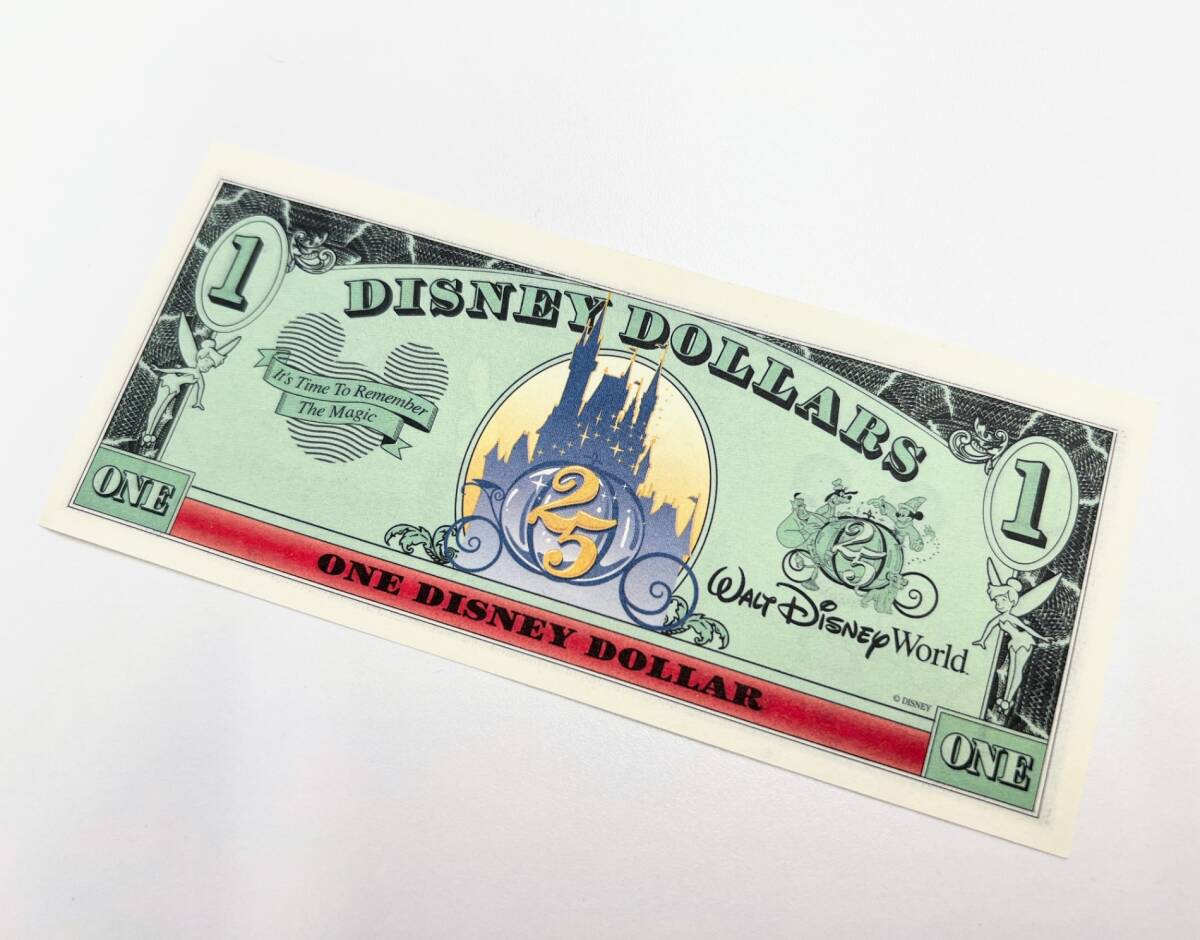 1
DISNEY DOLLARS
1
It's Time To Remember
The Magic
25
25
WALT DISNEY World
© DISNEY
ONE
ONE DISNEY DOLLAR
ONE